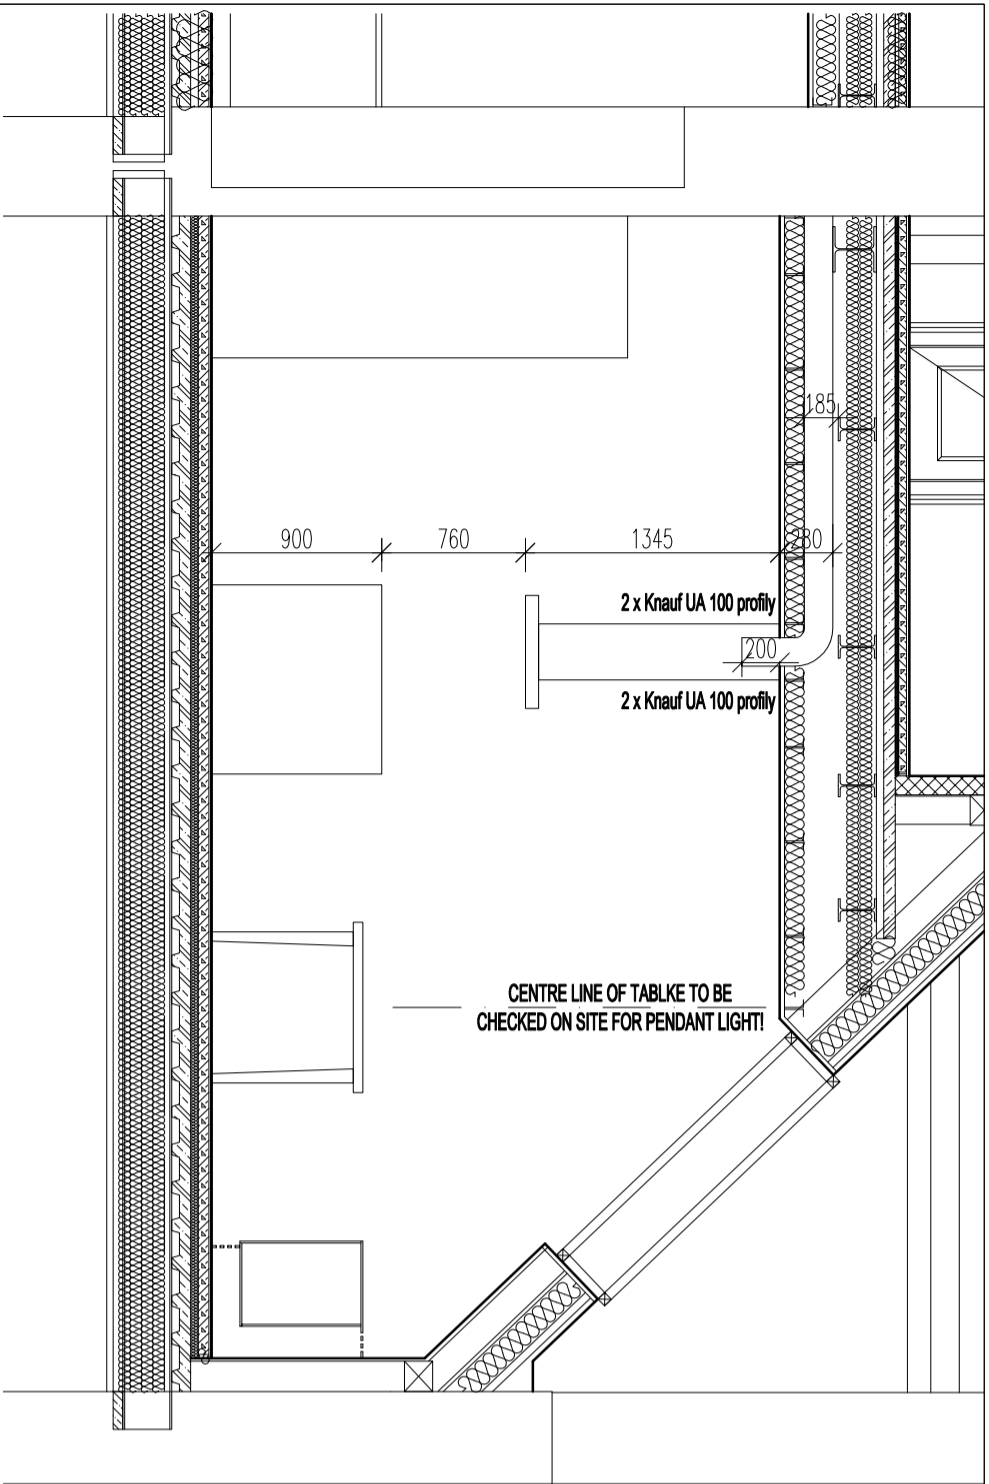 185
900
760
1345
280
2 x Knauf UA 100 profily
200
2 x Knauf UA 100 profily
CENTRE LINE OF TABLKE TO BE
CHECKED ON SITE FOR PENDANT LIGHT!